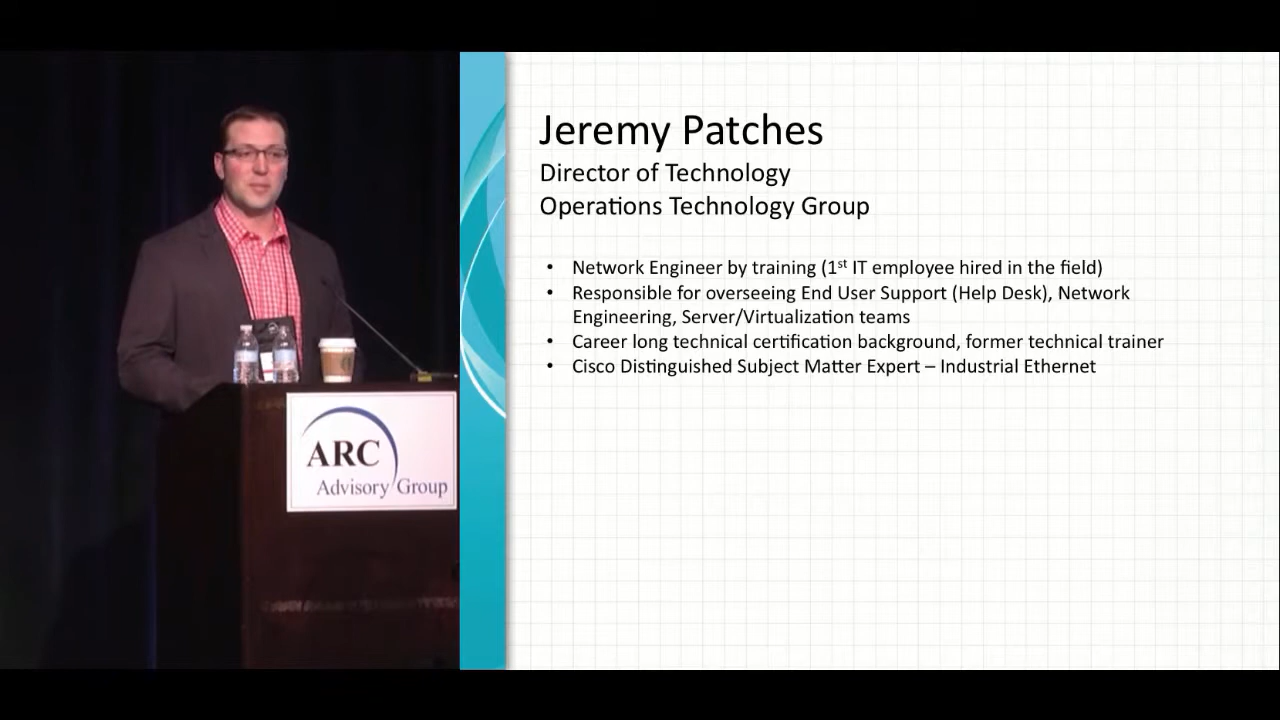 Jeremy Patches
Director of Technology
Operations Technology Group
• Network Engineer by training (1st IT employee hired in the field)
• Responsible for overseeing End User Support (Help Desk), Network
Engineering, Server/Virtualization teams
• Career long technical certification background, former technical trainer
• Cisco Distinguished Subject Matter Expert – Industrial Ethernet
ARC
Advisory Group